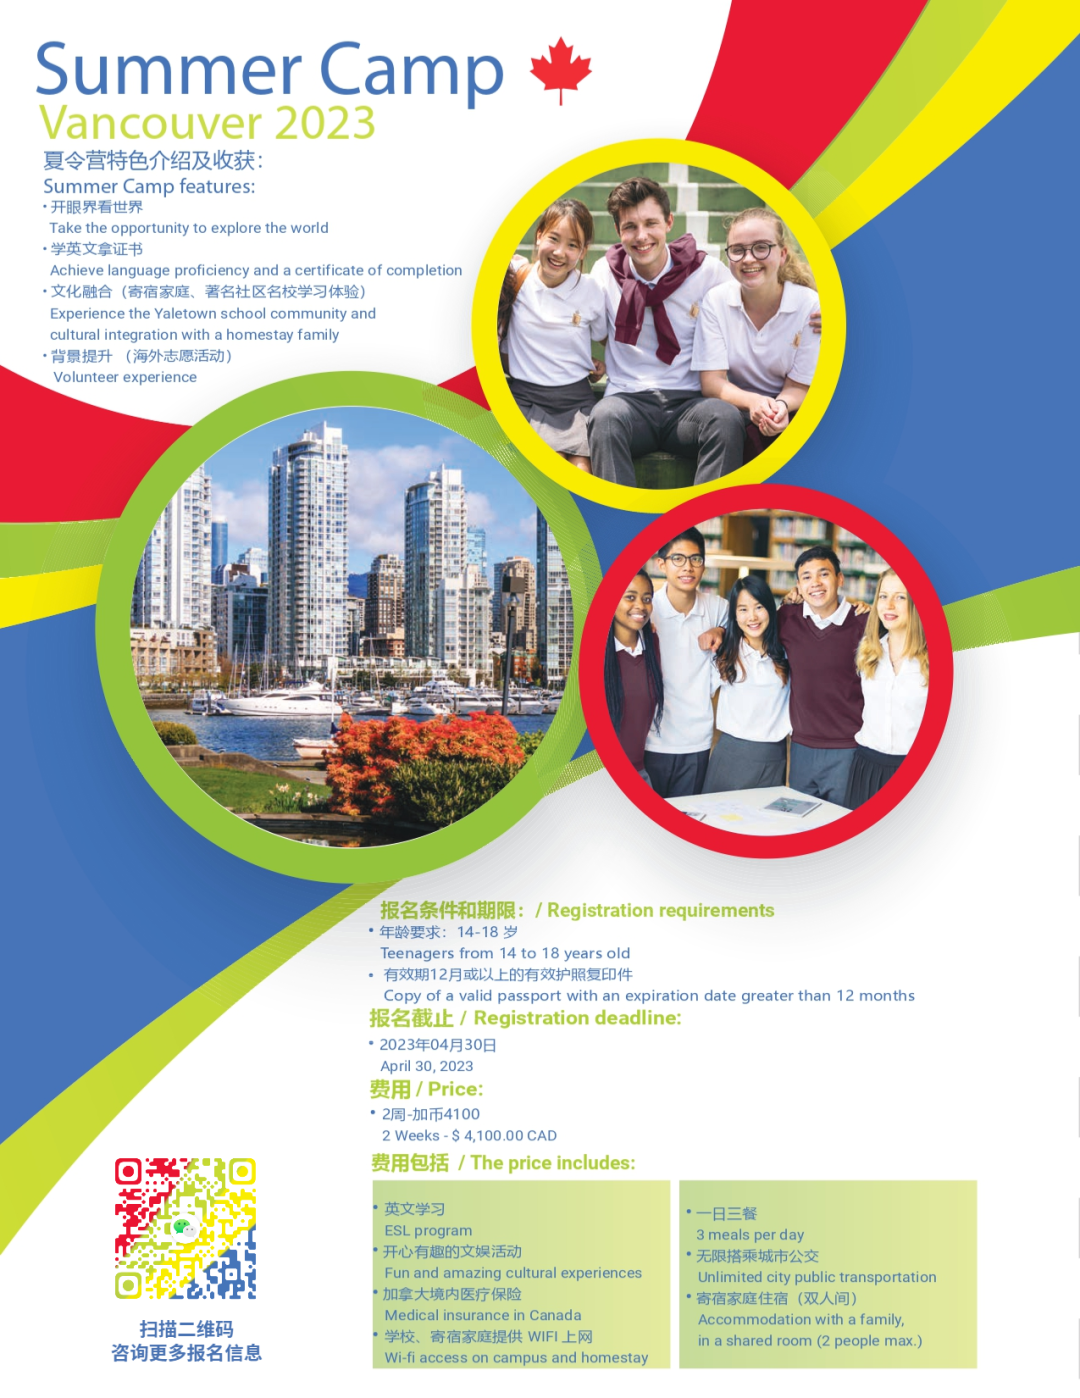 Summer Camp
Vancouver 2023
夏令营特色介绍及收获：
Summer Camp features:
• 开眼界看世界
Take the opportunity to explore the world
• 学英文拿证书
Achieve language proficiency and a certificate of completion
• 文化融合（寄宿家庭、著名社区名校学习体验）
Experience the Yaletown school community and
cultural integration with a homestay family
• 背景提升 （海外志愿活动）
Volunteer experience
报名条件和期限：/ Registration requirements
• 年龄要求：14-18 岁
Teenagers from 14 to 18 years old
• 有效期12月或以上的有效护照复印件
Copy of a valid passport with an expiration date greater than 12 months
报名截止 / Registration deadline:
• 2023年04月30日
April 30, 2023
费用 / Price:
• 2周-加币4100
2 Weeks - $ 4,100.00 CAD
费用包括 / The price includes:
• 英文学习
ESL program
• 开心有趣的文娱活动
Fun and amazing cultural experiences
• 加拿大境内医疗保险
Medical insurance in Canada
• 学校、寄宿家庭提供 WIFI 上网
Wi-fi access on campus and homestay
• 一日三餐
3 meals per day
• 无限搭乘城市公交
Unlimited city public transportation
• 寄宿家庭住宿（双人间）
Accommodation with a family,
in a shared room (2 people max.)
扫描二维码
咨询更多报名信息